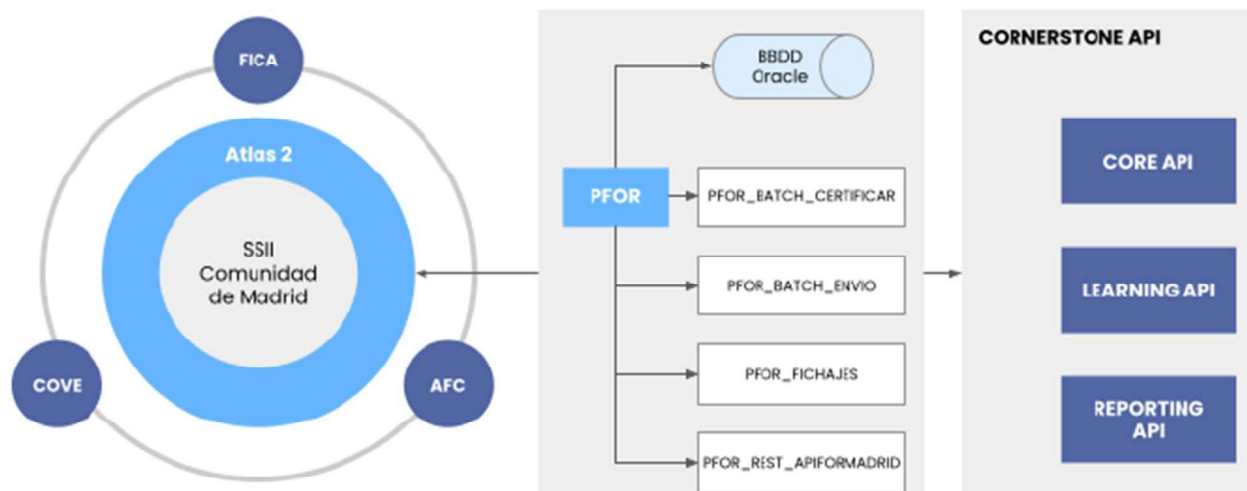 FICA
Atlas 2
SSII
Comunidad
de Madrid
COVE
AFC
BBDD
Oracle
PFOR
PFOR_BATCH_CERTIFICAR
PFOR_BATCH_ENVIO
PFOR_FICHAJES
PFOR_REST_APIFORMADRID
CORNERSTONE API
CORE API
LEARNING API
REPORTING
API